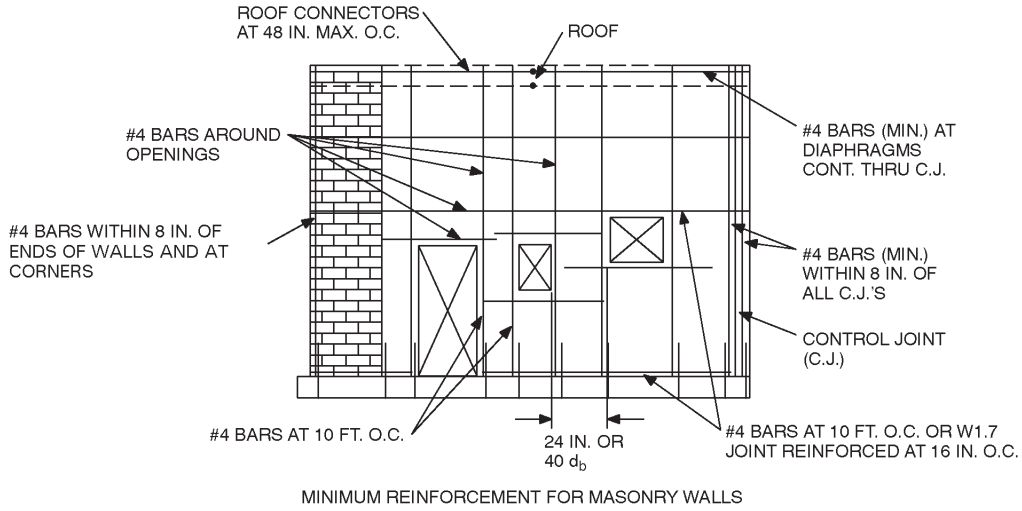 ROOF CONNECTORS
AT 48 IN. MAX. O.C.
ROOF
#4 BARS AROUND
OPENINGS
#4 BARS (MIN.) AT
DIAPHRAGMS
CONT. THRU C.J.
#4 BARS WITHIN 8 IN. OF
ENDS OF WALLS AND AT
CORNERS
#4 BARS (MIN.)
WITHIN 8 IN. OF
ALL C.J.'S
CONTROL JOINT
(C.J.)
#4 BARS AT 10 FT. O.C.
24 IN. OR
40 db
#4 BARS AT 10 FT. O.C. OR W1.7
JOINT REINFORCED AT 16 IN. O.C.
MINIMUM REINFORCEMENT FOR MASONRY WALLS